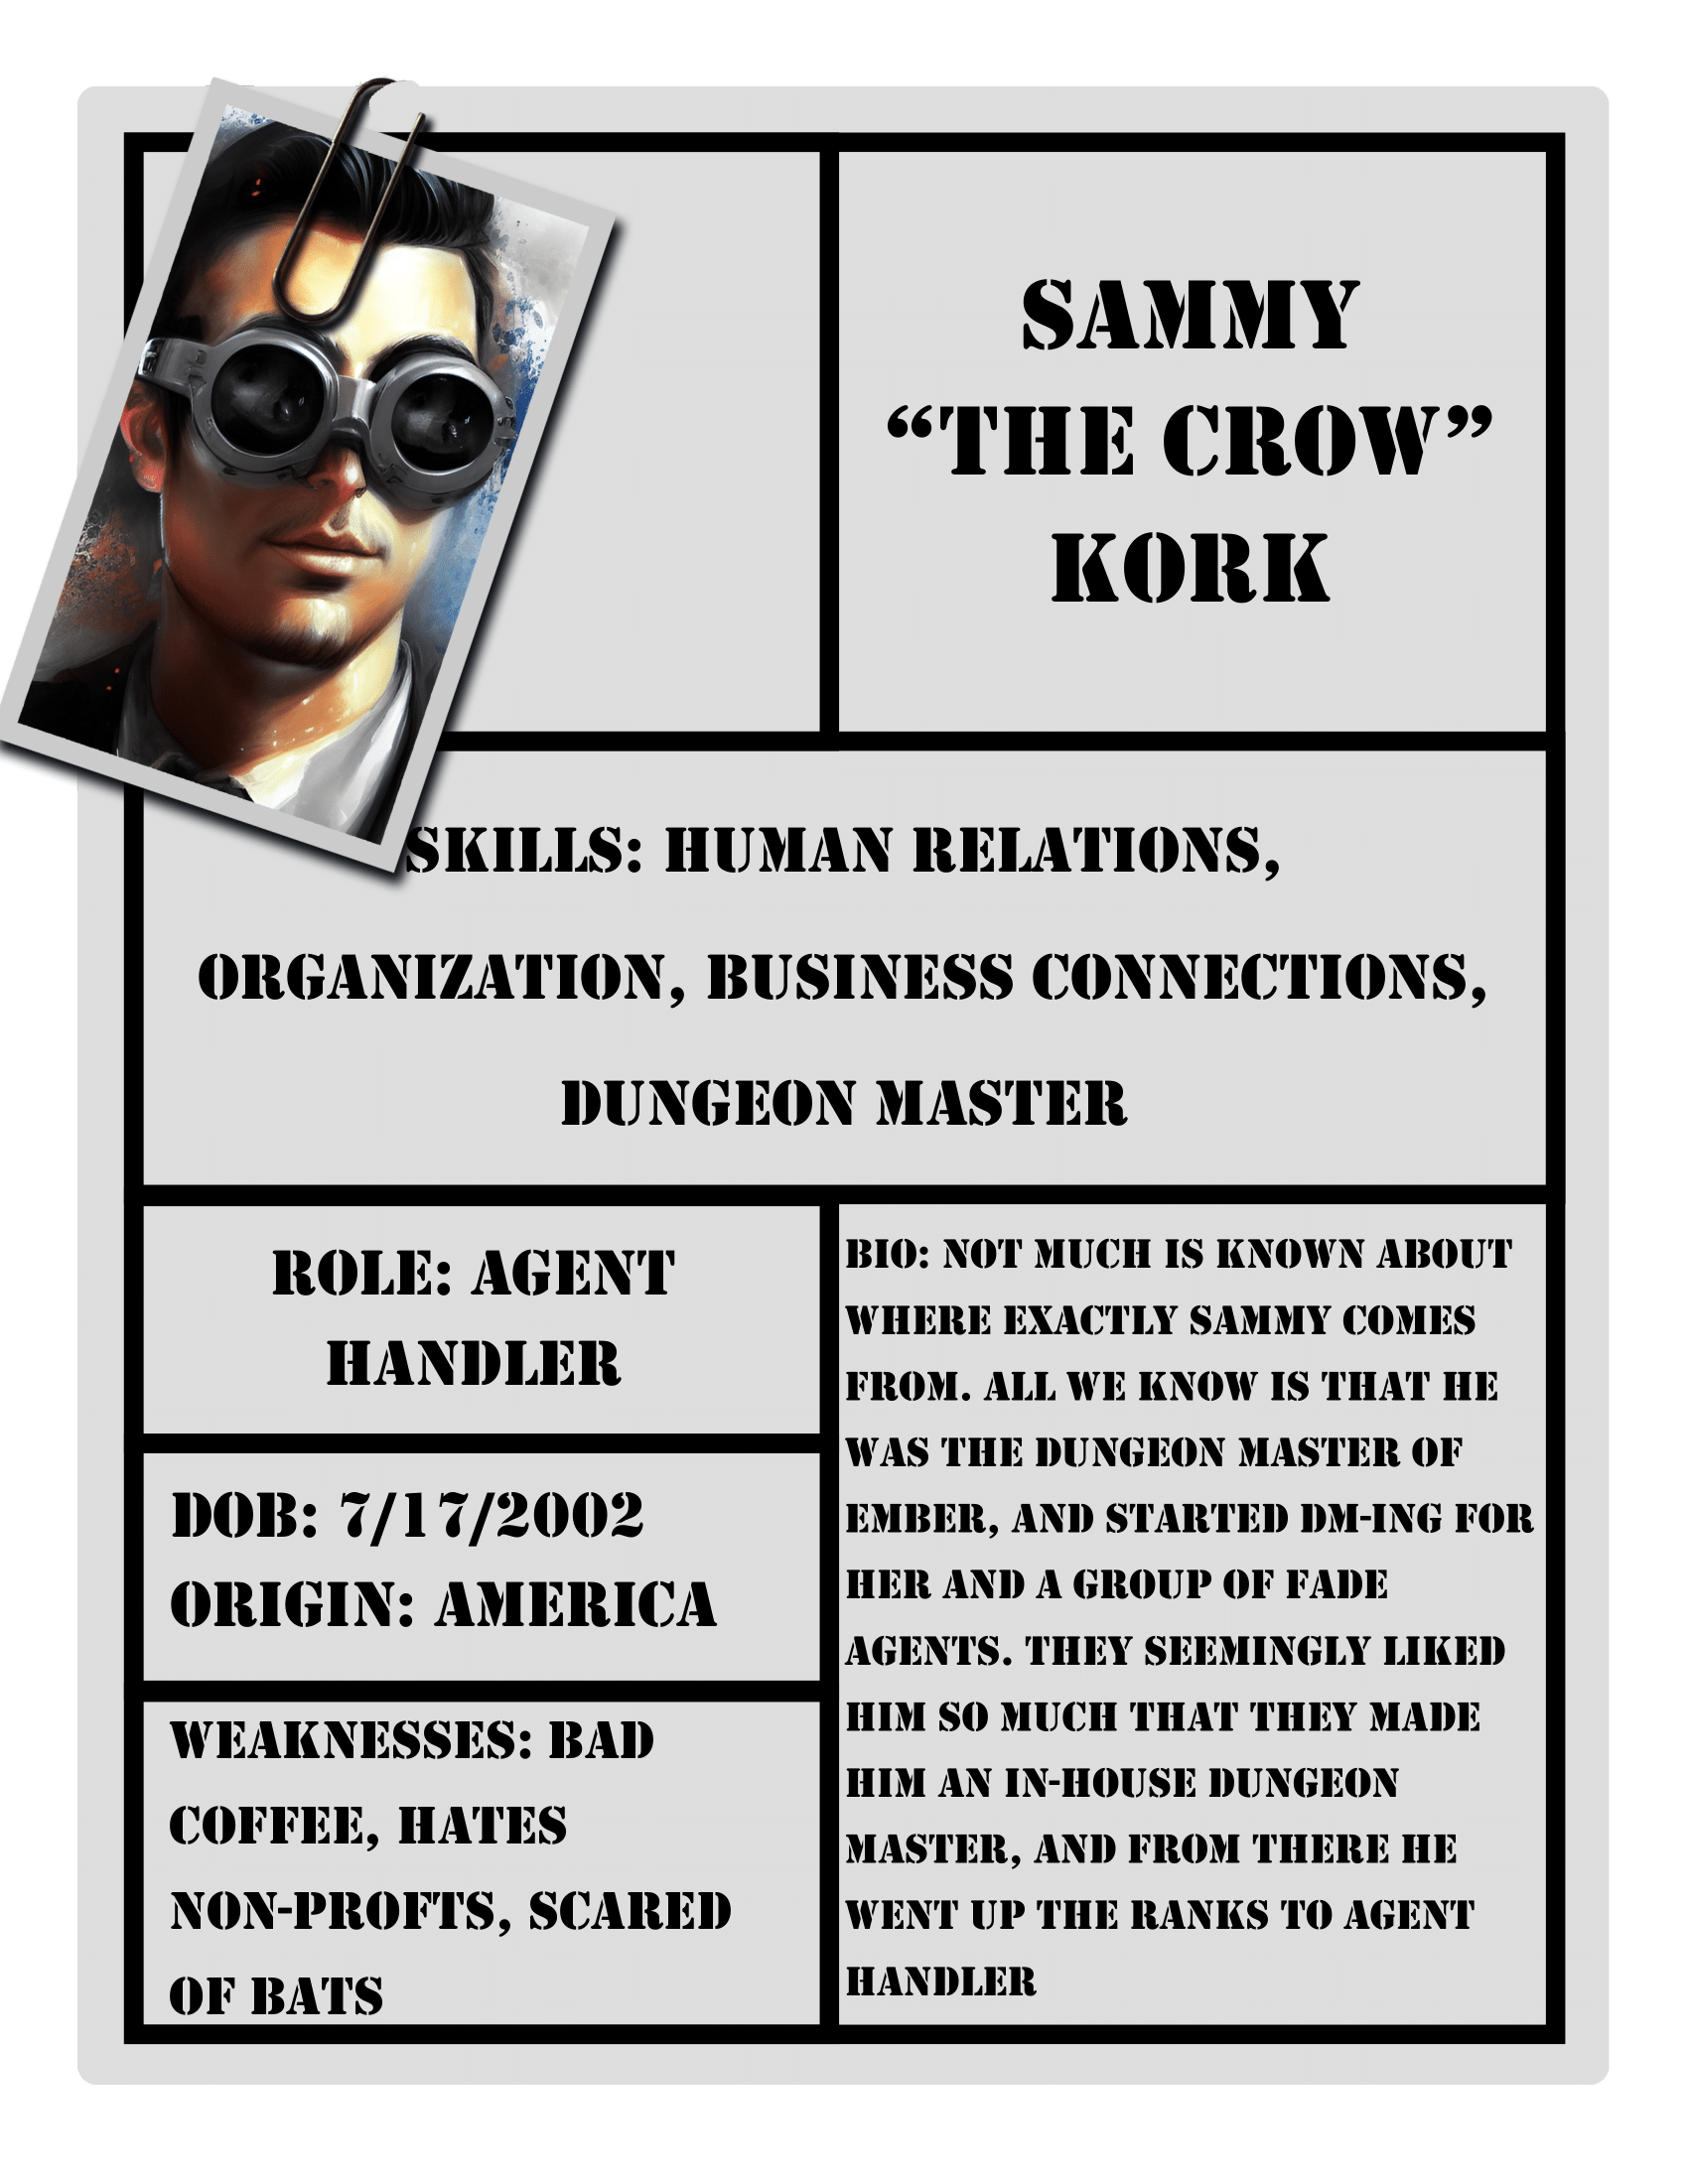 SAMMY
“THE CROW”
KORK
SKILLS: HUMAN RELATIONS,
ORGANIZATION, BUSINESS CONNECTIONS,
DUNGEON MASTER
ROLE: AGENT
HANDLER
DOB: 7/17/2002
ORIGIN: AMERICA
WEAKNESSES: BAD
COFFEE, HATES
NON-PROFTS, SCARED
OF BATS
BIO: NOT MUCH IS KNOWN ABOUT
WHERE EXACTLY SAMMY COMES
FROM. ALL WE KNOW IS THAT HE
WAS THE DUNGEON MASTER OF
EMBER, AND STARTED DM-ING FOR
HER AND A GROUP OF FADE
AGENTS. THEY SEEMINGLY LIKED
HIM SO MUCH THAT THEY MADE
HIM AN IN-HOUSE DUNGEON
MASTER, AND FROM THERE HE
WENT UP THE RANKS TO AGENT
HANDLER